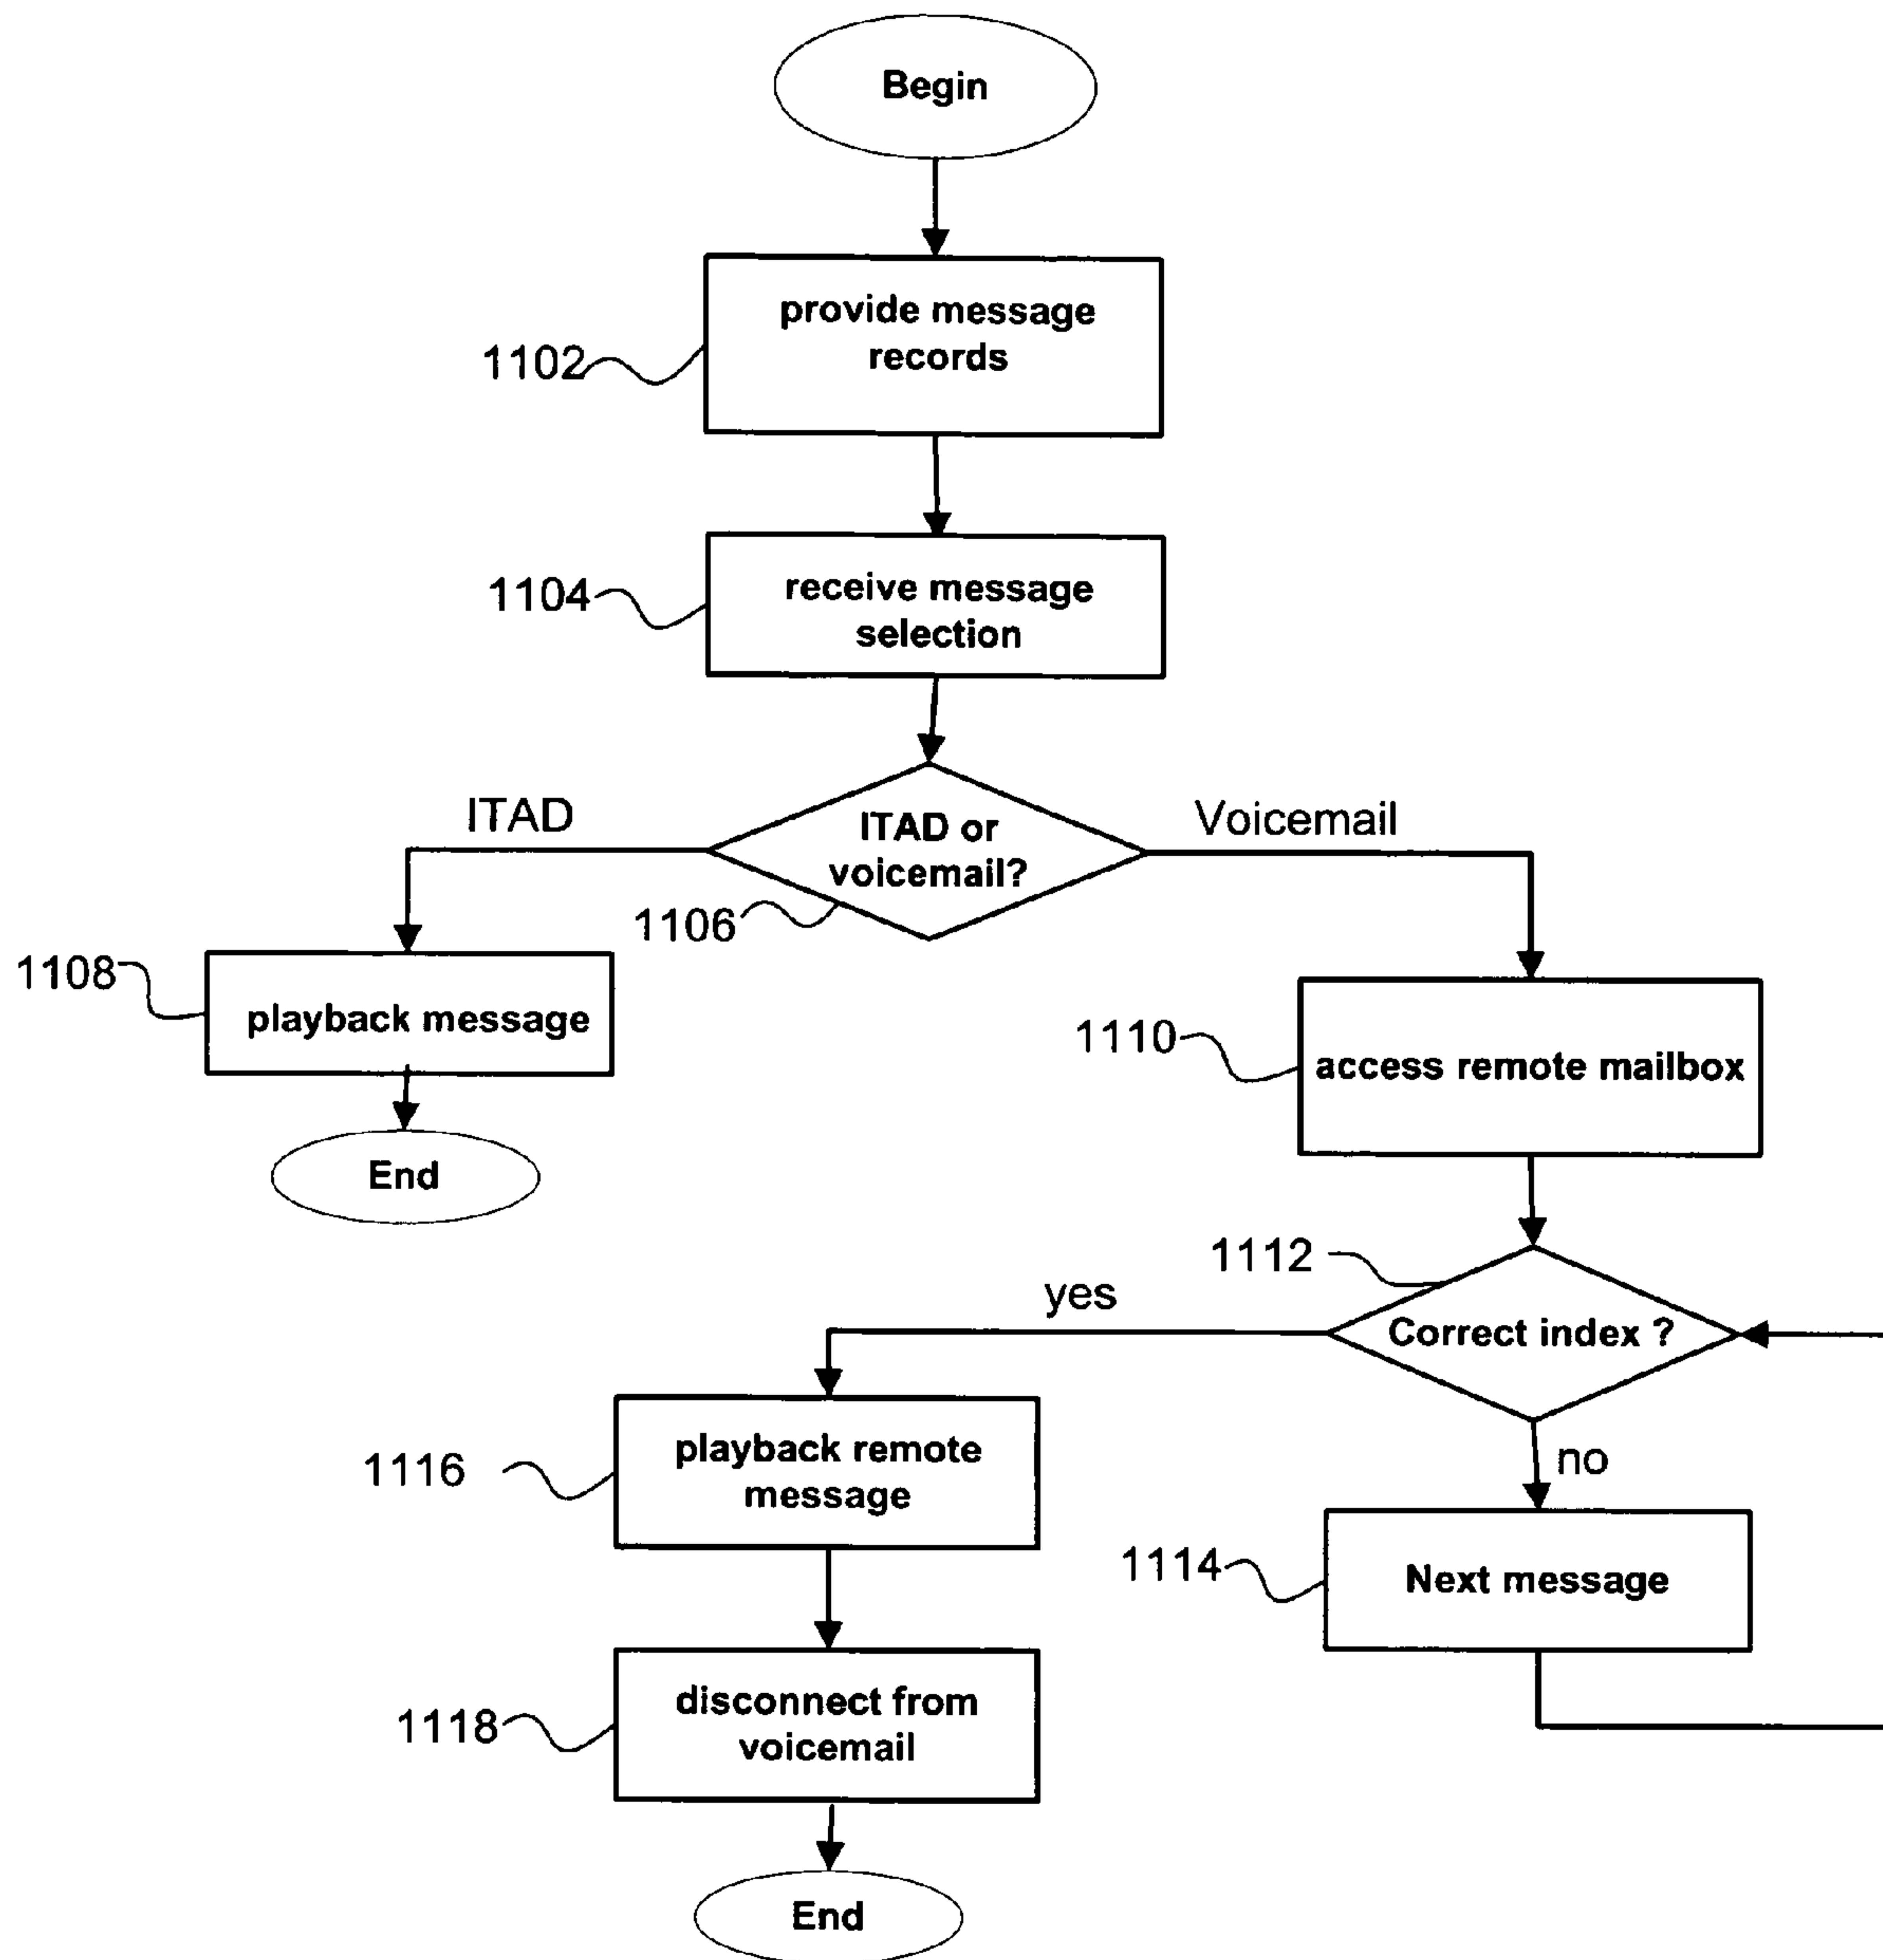 Begin
provide message
records
1102
receive message
selection
1104
ITAD
ITAD or
voicemail?
Voicemail
1106
1108
playback message
End
1110
access remote mailbox
1112
Correct index ?
yes
no
1116
playback remote
message
1114
Next message
1118
disconnect from
voicemail
End